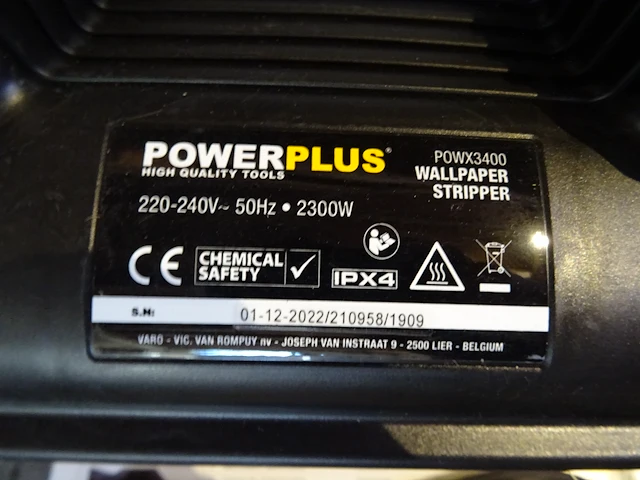 POWERPLUS®
HIGH QUALITY TOOLS
POWX3400
WALLPAPER
STRIPPER
220-240V~ 50Hz • 2300W
CE
CHEMICAL
SAFETY
IPX4
S.N:
01-12-2022/210958/1909
VARO - VIC. VAN ROMPUY nv - JOSEPH VAN INSTRAAT 9 - 2500 LIER - BELGIUM